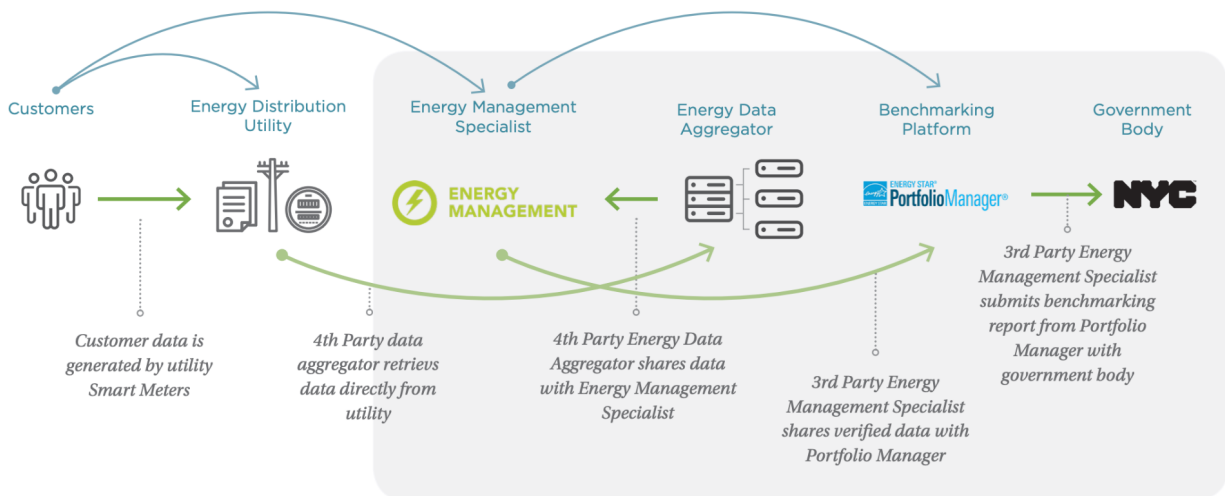 Customers
Energy Distribution
Utility
Energy Management
Specialist
Energy Data
Aggregator
Benchmarking
Platform
Government
Body
ENERGY
MANAGEMENT
ENERGY STAR®
PortfolioManager®
NYC
Customer data is
generated by utility
Smart Meters
4th Party data
aggregator retrievs
data directly from
utility
4th Party Energy Data
Aggregator shares data
with Energy Management
Specialist
3rd Party Energy
Management Specialist
shares verified data with
Portfolio Manager
3rd Party Energy
Management Specialist
submits benchmarking
report from Portfolio
Manager with
government body